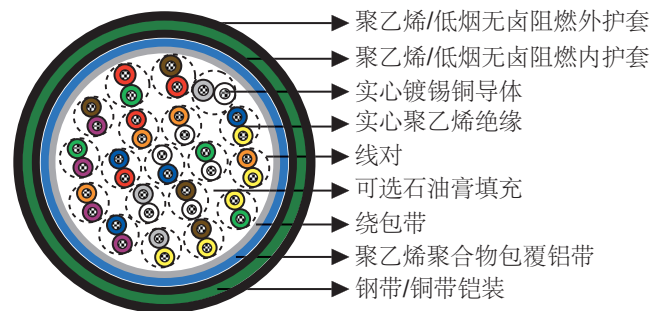 聚乙烯/低烟无卤阻燃外护套
聚乙烯/低烟无卤阻燃内护套
实心镀锡铜导体
实心聚乙烯绝缘
线对
可选石油膏填充
绕包带
聚乙烯聚合物包覆铝带
钢带/铜带铠装